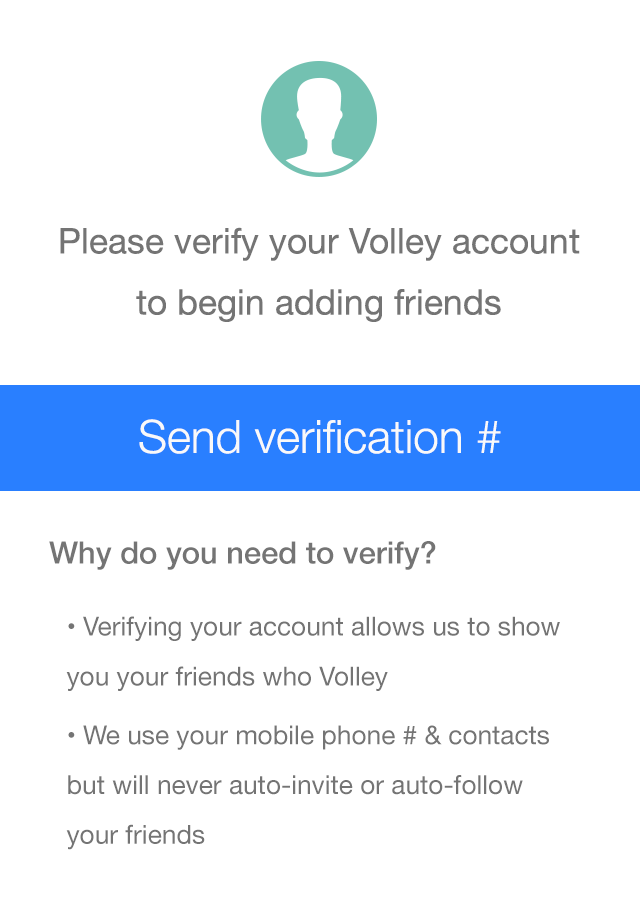 Please verify your Volley account
to begin adding friends
Send verification #
Why do you need to verify?
• Verifying your account allows us to show
you your friends who Volley
• We use your mobile phone # & contacts
but will never auto-invite or auto-follow
your friends